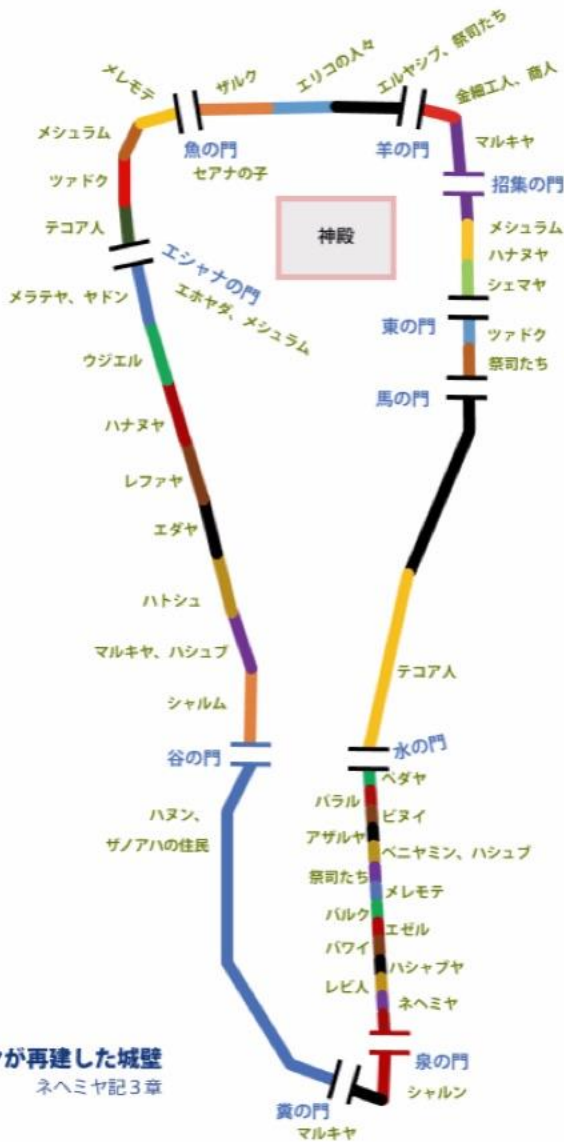 エルヤシブ、祭司たち
エリコの人々
ザルク
メレモテ
金細工人、商人
魚の門
セアナの子
羊の門
マルキヤ
招集の門
メシュラム
ツァドク
テコア人
神殿
メシュラム
ハナヌヤ
シェマヤ
エシャナの門
エホヤダ、メシュラム
メラテヤ、ヤドン
東の門
ツァドク
祭司たち
馬の門
ウジエル
ハナヌヤ
レファヤ
エダヤ
ハトシュ
マルキヤ、ハシュブ
シャルム
谷の門
テコア人
水の門
ペダヤ
パラル
ビヌイ
アザルヤ
ベニヤミン、ハシュブ
祭司たち
メレモテ
バルク
エゼル
バワイ
ハシャブヤ
レビ人
ネヘミヤ
ハヌン、
ザノアハの住民
が再建した城壁
ネヘミヤ記3章
泉の門
シャルン
糞の門
マルキヤ